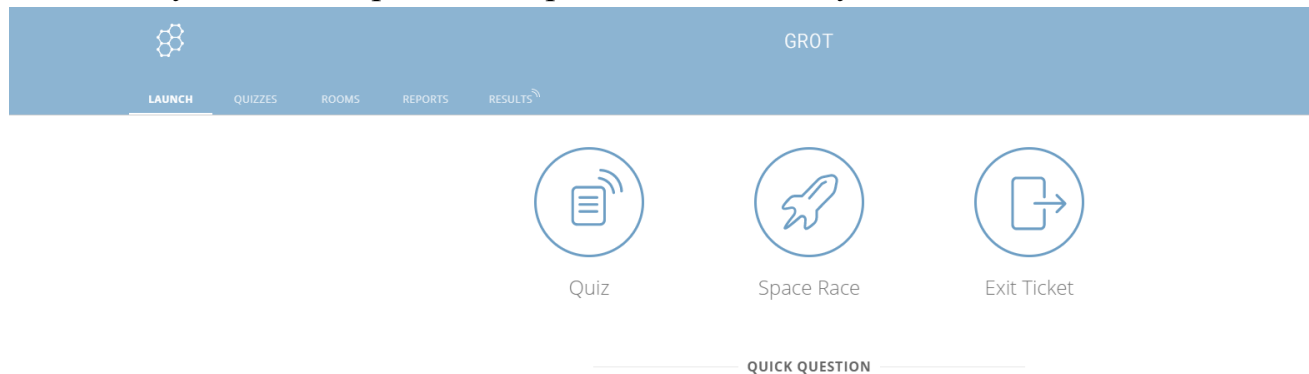 GROT
LAUNCH QUIZZES ROOMS REPORTS RESULTS
Quiz Space Race Exit Ticket
QUICK QUESTION